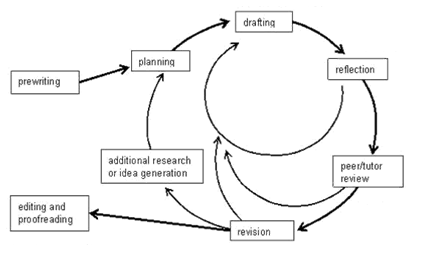 drafting
planning
reflection
prewriting
additional research
or idea generation
peer/tutor
review
editing and
proofreading
revision